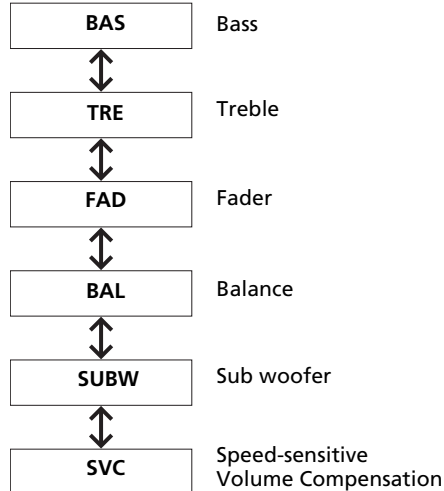 BAS Bass
TRE Treble
FAD Fader
BAL Balance
SUBW Sub woofer
SVC Speed-sensitive
Volume Compensation